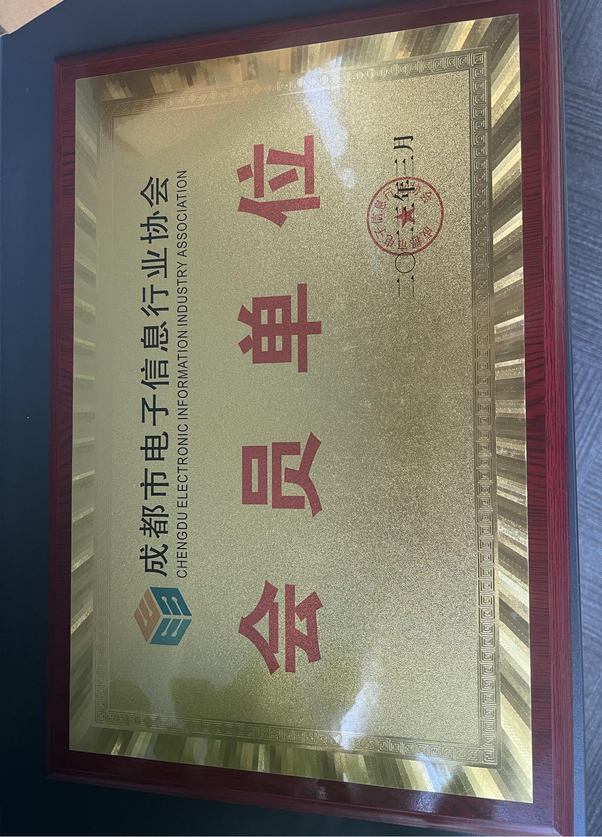 成都市电子信息行业协会
CHENGDU ELECTRONIC INFORMATION INDUSTRY ASSOCIATION
会员单位
二〇二五年三月